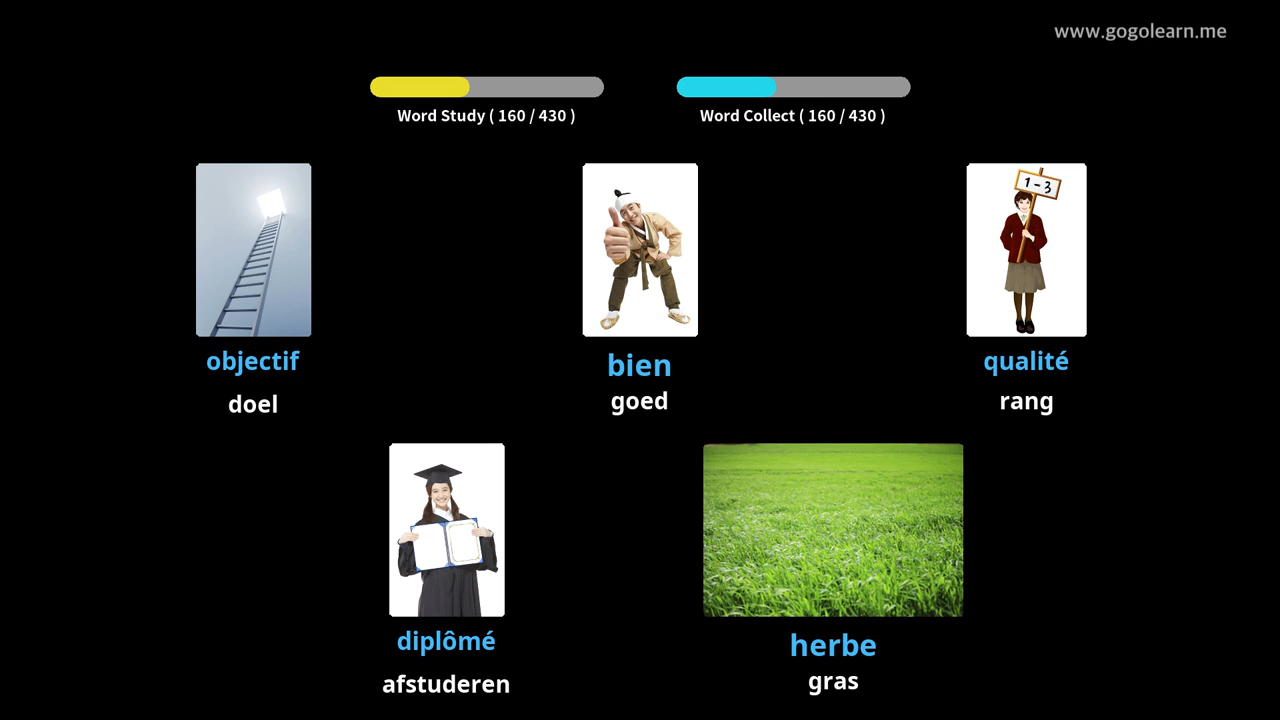 www.gogolearn.me
Word Study ( 160 / 430 )
Word Collect ( 160 / 430 )
1-3
objectif
doel
bien
goed
qualité
rang
diplômé
afstuderen
herbe
gras